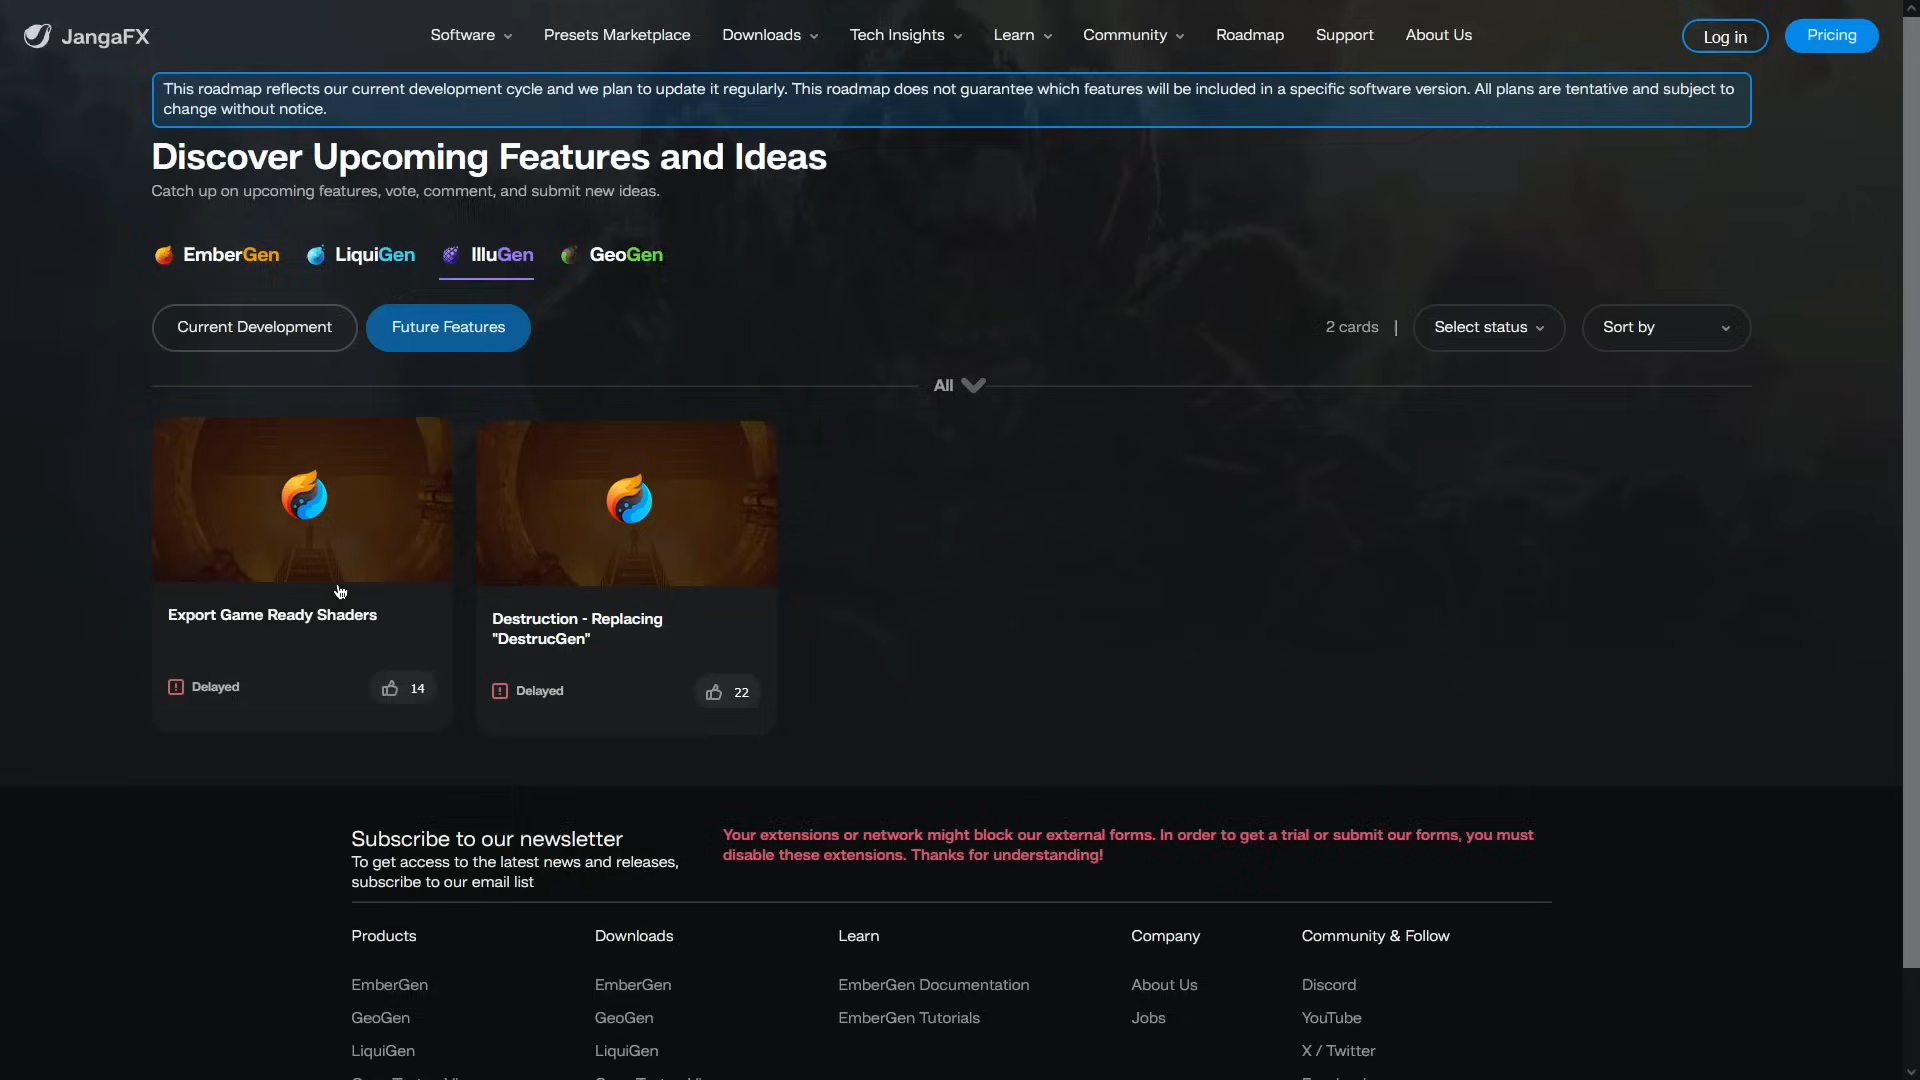 JangaFX
Software
Presets Marketplace
Downloads
Tech Insights
Learn
Community
Roadmap
Support
About Us
Log in
Pricing
This roadmap reflects our current development cycle and we plan to update it regularly. This roadmap does not guarantee which features will be included in a specific software version. All plans are tentative and subject to
change without notice.
Discover Upcoming Features and Ideas
Catch up on upcoming features, vote, comment, and submit new ideas.
EmberGen
LiquiGen
IlluGen
GeoGen
Current Development
Future Features
2 cards |
Select status
Sort by
All
Export Game Ready Shaders
Delayed
14
Destruction - Replacing
"DestrucGen"
Delayed
22
Subscribe to our newsletter
To get access to the latest news and releases,
subscribe to our email list
Your extensions or network might block our external forms. In order to get a trial or submit our forms, you must
disable these extensions. Thanks for understanding!
Products
Downloads
Learn
Company
Community & Follow
EmberGen
EmberGen
EmberGen Documentation
About Us
Discord
GeoGen
GeoGen
EmberGen Tutorials
Jobs
YouTube
LiquiGen
LiquiGen
X / Twitter